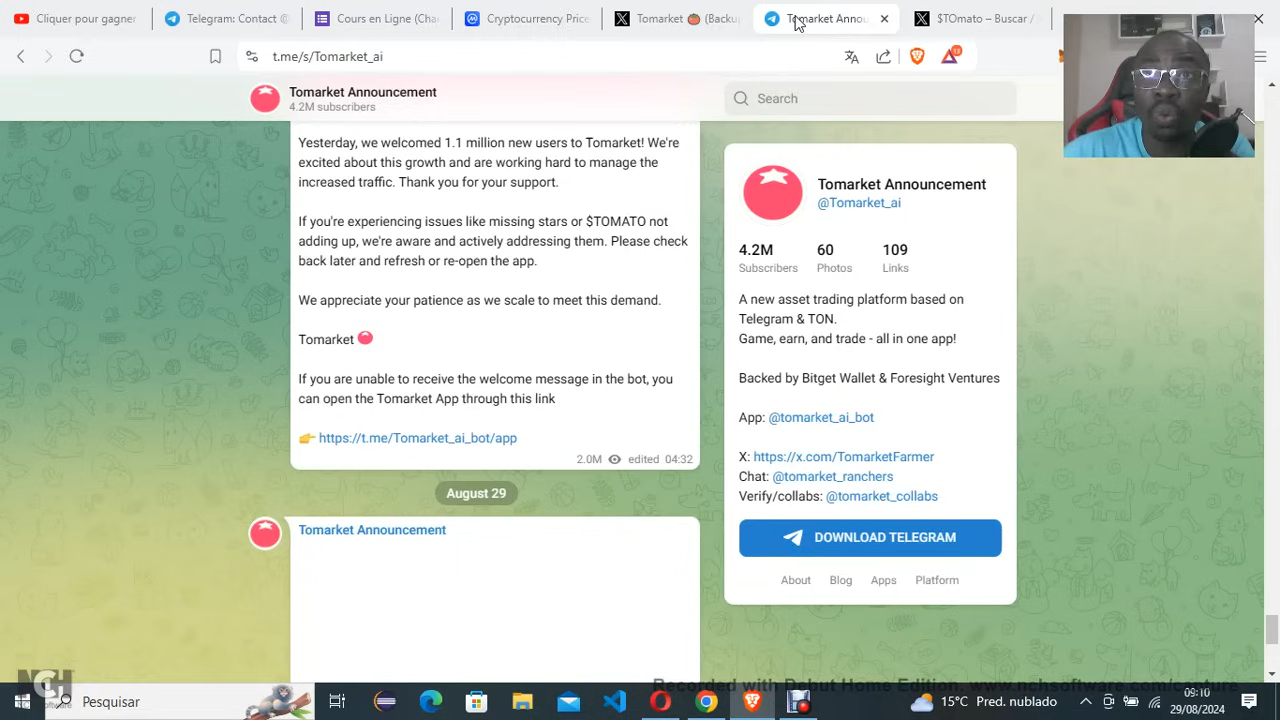 Cliquer pour gagner
Telegram: Contact @
Cours en Ligne (Cha
Cryptocurrency Price
Tomarket 🍅 (Backu
Tomarket Annou
$TOmato – Buscar /
t.me/s/Tomarket_ai
Tomarket Announcement
4.2M subscribers
Search
Yesterday, we welcomed 1.1 million new users to Tomarket! We're
excited about this growth and are working hard to manage the
increased traffic. Thank you for your support.
If you're experiencing issues like missing stars or $TOMATO not
adding up, we're aware and actively addressing them. Please check
back later and refresh or re-open the app.
We appreciate your patience as we scale to meet this demand.
Tomarket
If you are unable to receive the welcome message in the bot, you
can open the Tomarket App through this link
👉 https://t.me/Tomarket_ai_bot/app
2.0M edited 04:32
August 29
Tomarket Announcement
Tomarket Announcement
@Tomarket_ai
4.2M 60 109
Subscribers Photos Links
A new asset trading platform based on
Telegram & TON.
Game, earn, and trade - all in one app!
Backed by Bitget Wallet & Foresight Ventures
App: @tomarket_ai_bot
X: https://x.com/TomarketFarmer
Chat: @tomarket_ranchers
Verify/collabs: @tomarket_collabs
DOWNLOAD TELEGRAM
About Blog Apps Platform
NCH
Software
Recorded with Debut Home Edition. www.nchsoftware.com/capture
Pesquisar
15°C Pred. nublado
09:10
29/08/2024